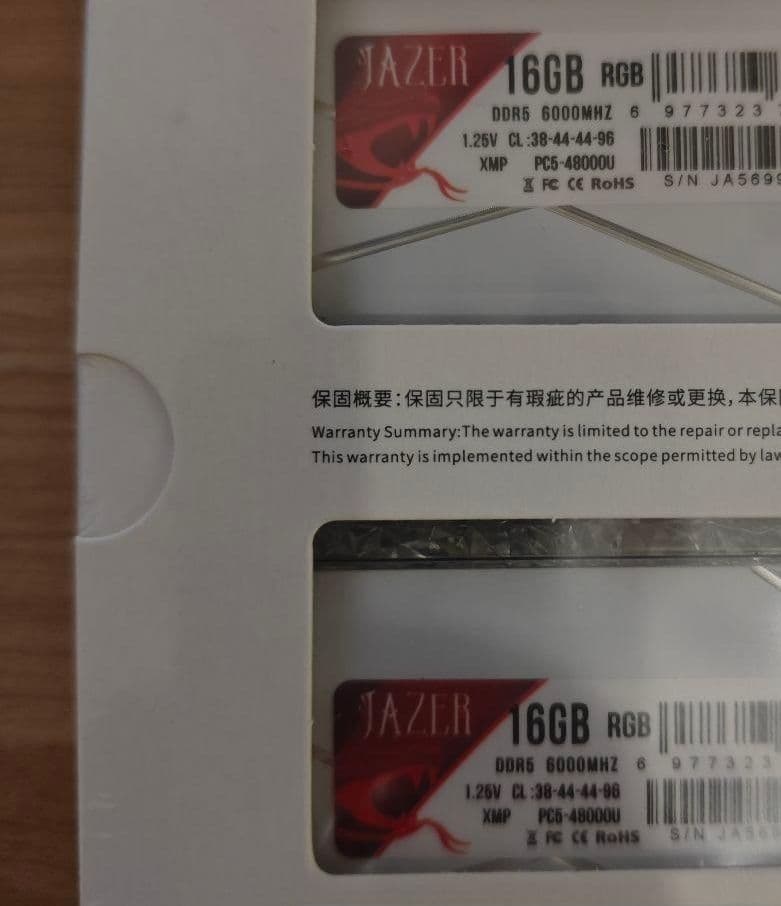 JAZER
16GB RGB
DDR5 6000MHZ
6 977323
1.25V CL:38-44-44-96
XMP PC5-48000U
FC CE RoHS
S/N JA569
保固概要:保固只限于有瑕疵的产品维修或更换,本保
Warranty Summary:The warranty is limited to the repair or repla
This warranty is implemented within the scope permitted by law
JAZER
16GB RGB
DDR5 6000MHZ
6 977323
1.25V CL:38-44-44-96
XMP PC5-48000U
FC CE RoHS
S/N JA56